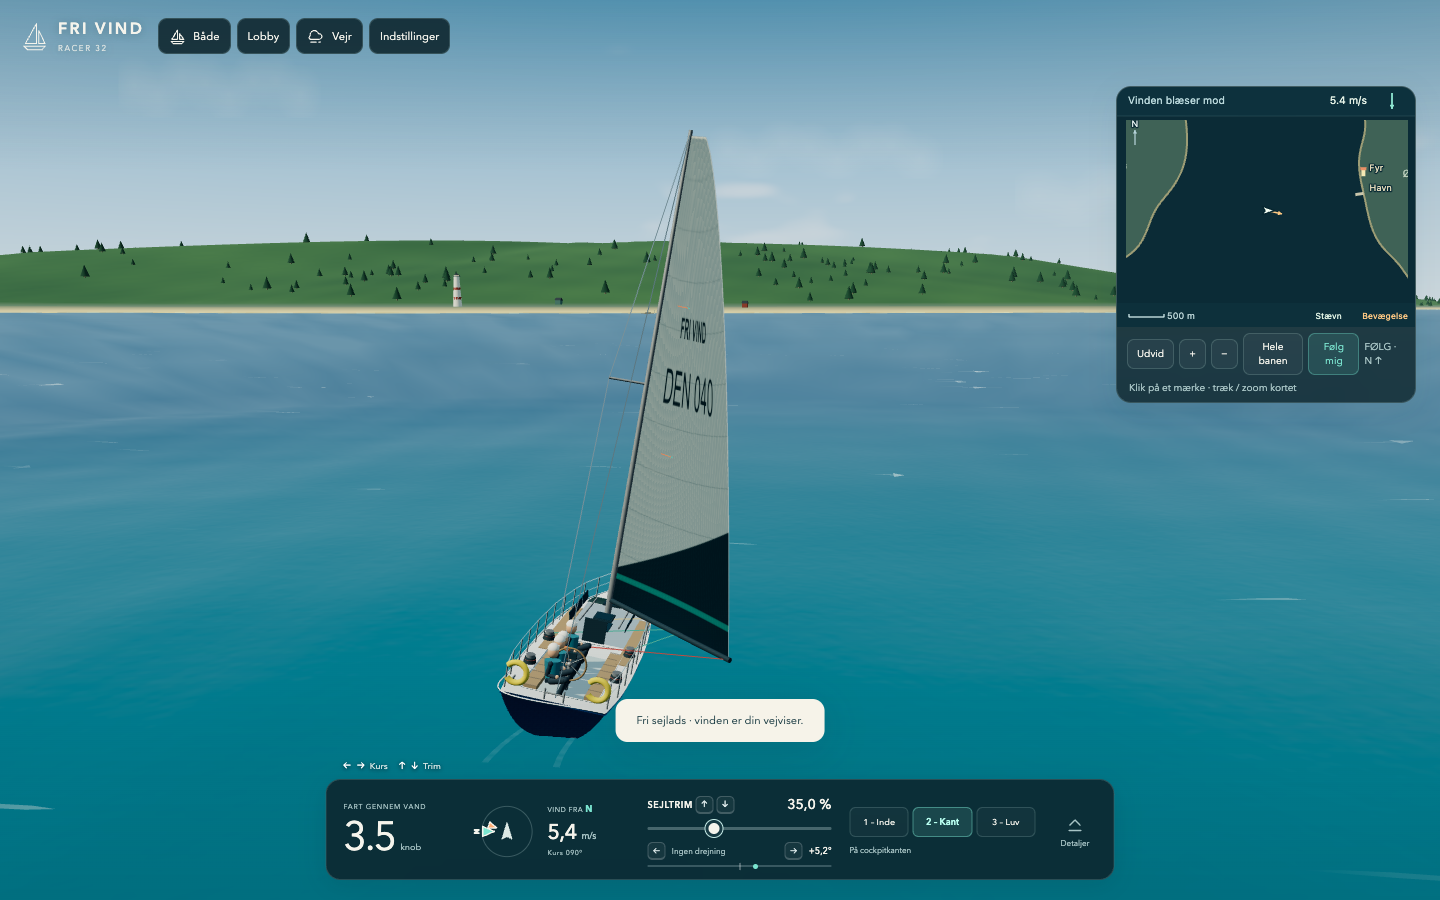 FRI VIND
RACER 32
Både
Lobby
Vejr
Indstillinger
Vinden blæser mod
5.4 m/s
N
Fyr
Ø
Havn
500 m
Stævn
Bevægelse
Udvid
+
−
Hele banen
Følg mig
FØLG · N ↑
Klik på et mærke · træk / zoom kortet
FRI VIND
DEN 040
Fri sejlads · vinden er din vejviser.
← → Kurs ↑ ↓ Trim
FART GENNEM VAND
3.5 knob
N
VIND FRA N
5,4 m/s
Kurs 090°
SEJLTRIM ↑ ↓ 35,0 %
← Ingen drejning → +5,2°
1 – Inde
2 – Kant
3 – Luv
På cockpitkanten
Detaljer